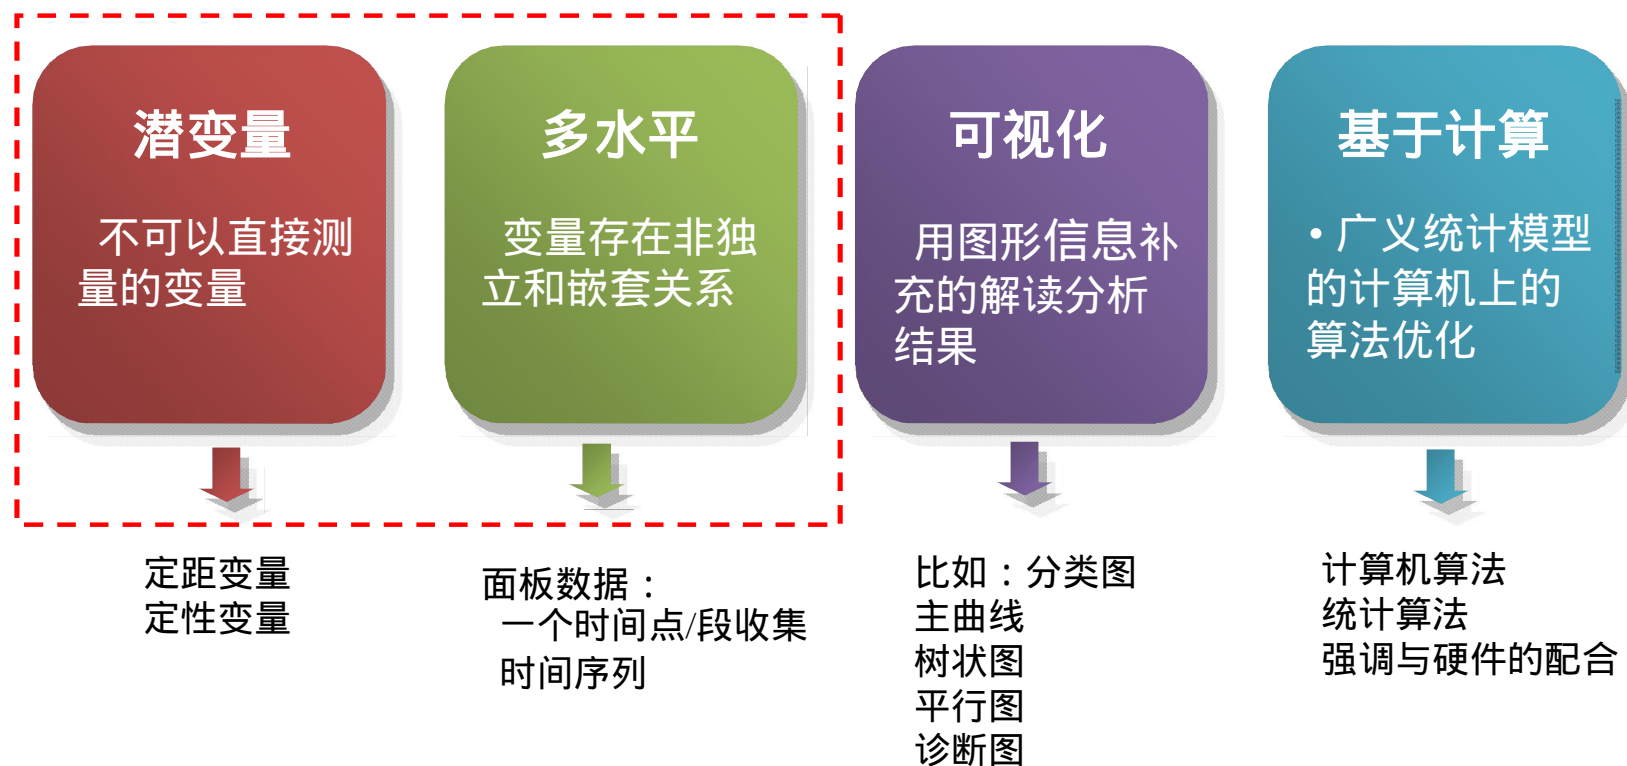 潜变量
不可以直接测
量的变量
多水平
变量存在非独
立和嵌套关系
可视化
用图形信息补
充的解读分析
结果
基于计算
• 广义统计模型
的计算机上的
算法优化
定距变量
定性变量
面板数据：
一个时间点/段收集
时间序列
比如：分类图
主曲线
树状图
平行图
诊断图
计算机算法
统计算法
强调与硬件的配合